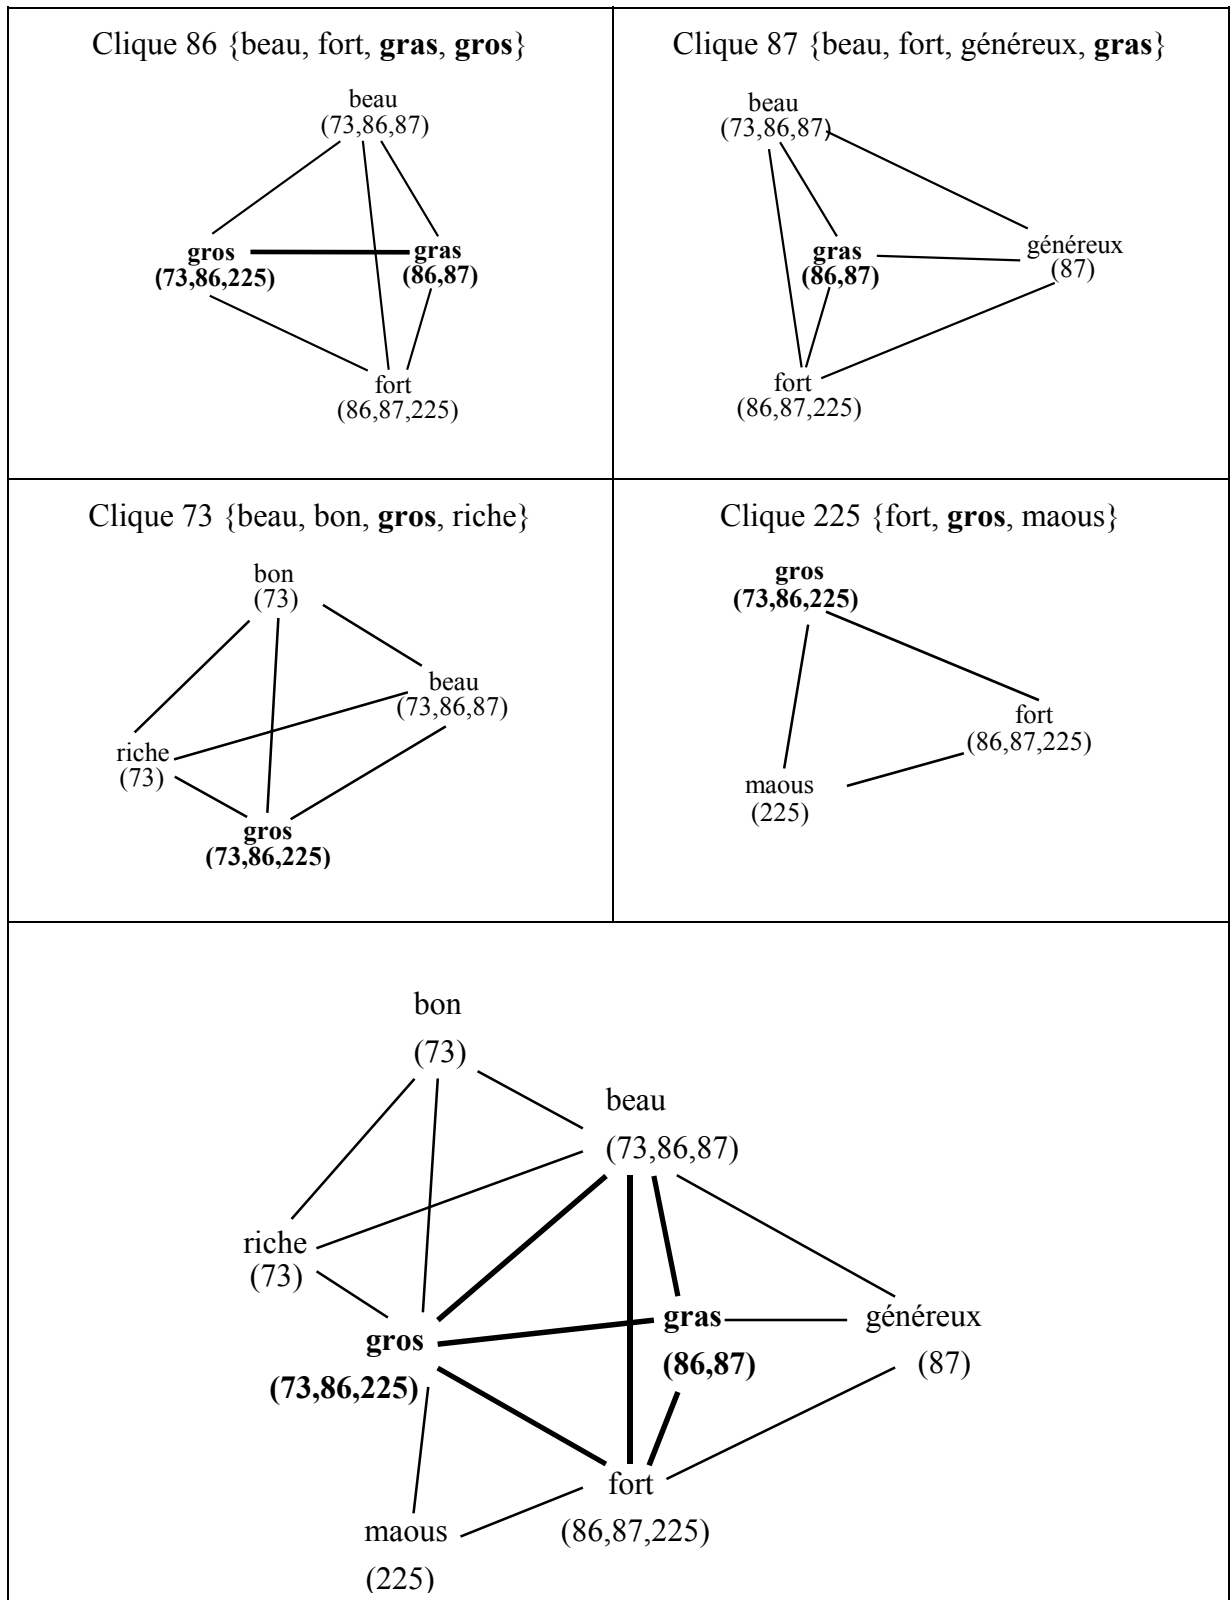 Clique 86 {beau, fort, gras, gros}
beau
(73,86,87)
gros
(73,86,225)
gras
(86,87)
fort
(86,87,225)
Clique 87 {beau, fort, généreux, gras}
beau
(73,86,87)
gras
(86,87)
généreux
(87)
fort
(86,87,225)
Clique 73 {beau, bon, gros, riche}
bon
(73)
beau
(73,86,87)
riche
(73)
gros
(73,86,225)
Clique 225 {fort, gros, maous}
gros
(73,86,225)
fort
(86,87,225)
maous
(225)
bon
(73)
beau
(73,86,87)
riche
(73)
gros
(73,86,225)
gras
(86,87)
généreux
(87)
fort
(86,87,225)
maous
(225)